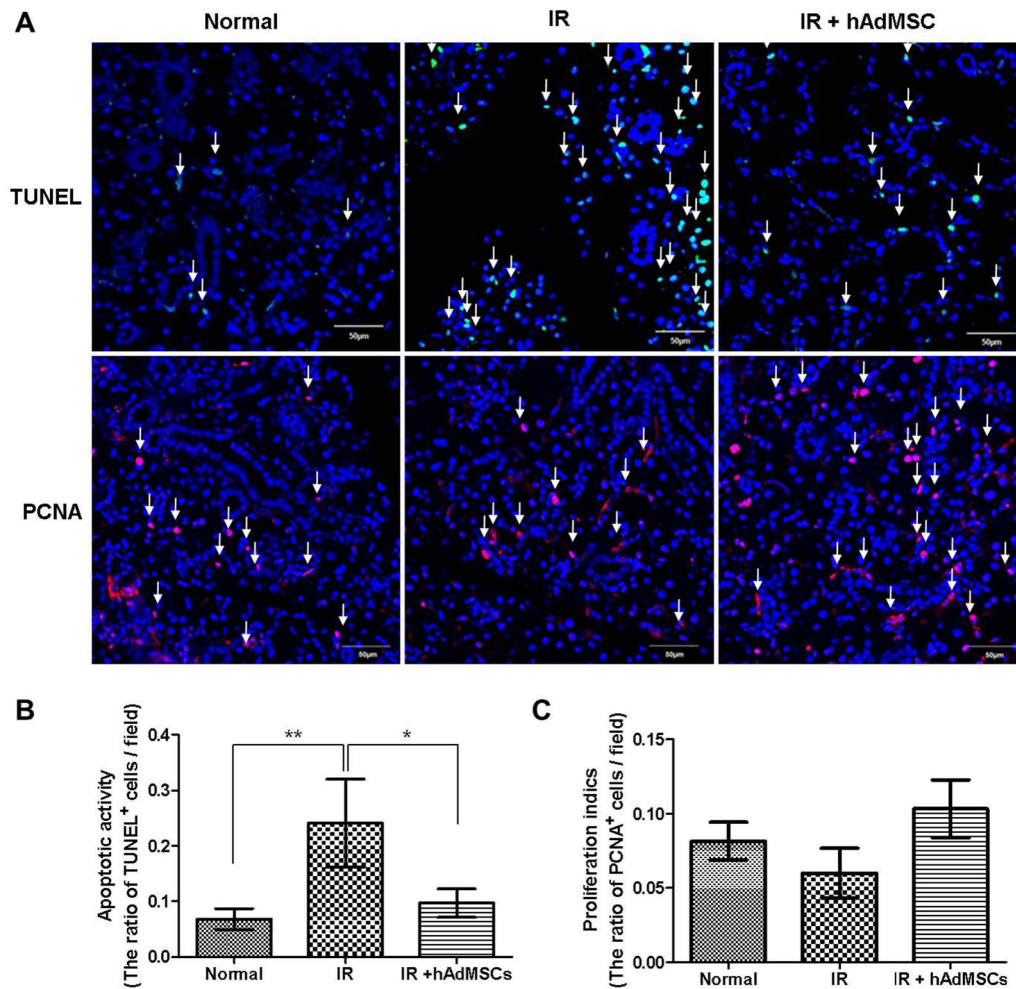 A
Normal
IR
IR + hAdMSC
TUNEL
50µm
50µm
50µm
PCNA
50µm
50µm
50µm
B
Apoptotic activity
(The ratio of TUNEL⁺ cells / field)
0.4
0.3
0.2
0.1
0.0
**
*
Normal
IR
IR +hAdMSCs
C
Proliferation indics
(The ratio of PCNA⁺ cells / field)
0.15
0.10
0.05
0.00
Normal
IR
IR + hAdMSCs